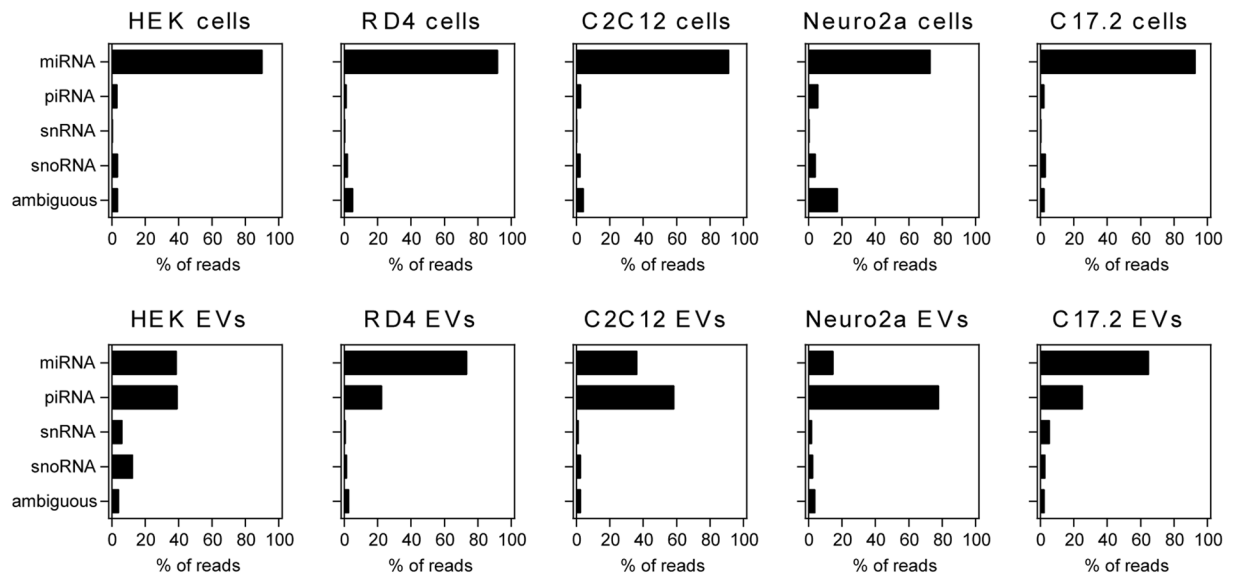 HEK cells RD4 cells C2C12 cells Neuro2a cells C17.2 cells
miRNA
piRNA
snRNA
snoRNA
ambiguous
0 20 40 60 80 100 0 20 40 60 80 100 0 20 40 60 80 100 0 20 40 60 80 100 0 20 40 60 80 100
% of reads % of reads % of reads % of reads % of reads
HEK EVs RD4 EVs C2C12 EVs Neuro2a EVs C17.2 EVs
miRNA
piRNA
snRNA
snoRNA
ambiguous
0 20 40 60 80 100 0 20 40 60 80 100 0 20 40 60 80 100 0 20 40 60 80 100 0 20 40 60 80 100
% of reads % of reads % of reads % of reads % of reads